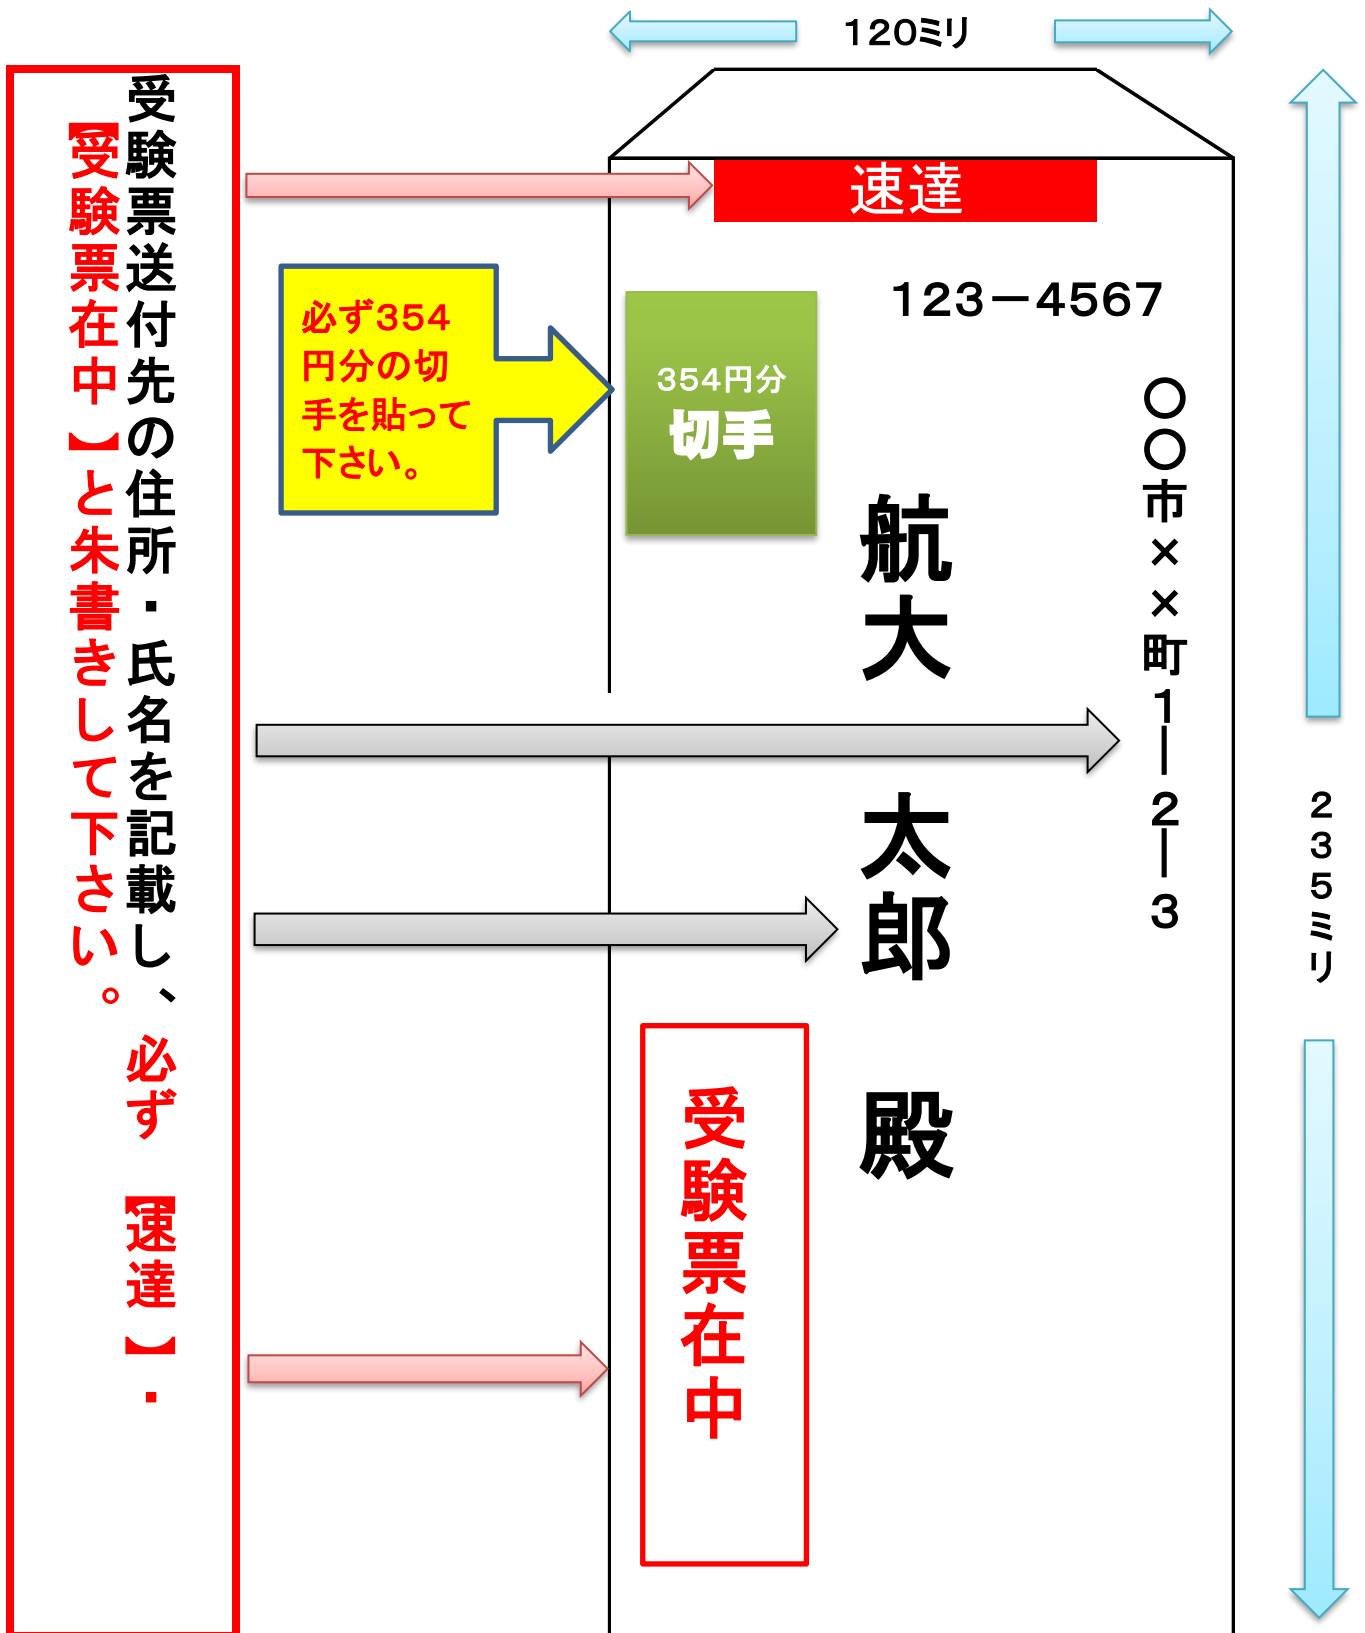 120ミリ
受験票送付先の住所・氏名を記載し、必ず　【速達】・
【受験票在中】と朱書きして下さい。
速達
123－4567
必ず354
円分の切
手を貼って
下さい。
354円分
切手
〇〇市××町1―2―3
航大　太郎　殿
受験票在中
235ミリ